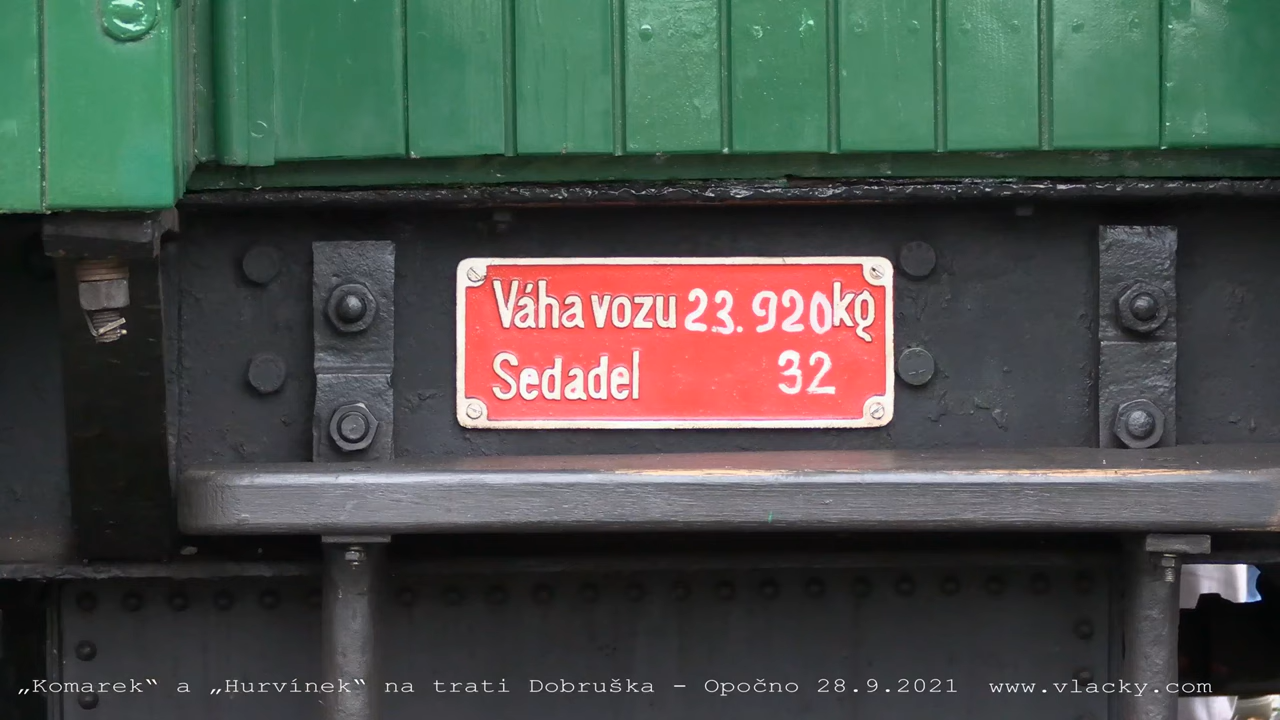 Váha vozu 23.920kg
Sedadel 32
„Komarek“ a „Hurvínek“ na trati Dobruška - Opočno 28.9.2021 www.vlacky.com